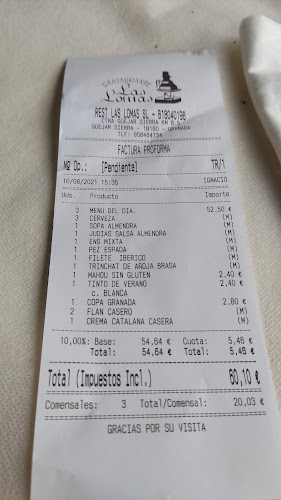 RESTAURANTE
Las
Lomas
REST LAS LOMAS SL - B18040196
CTRA GUEJAR SIERRA KM 6.5
GUEJAR SIERRA - 18160 - GRANADA
TLF: 958484734
FACTURA PROFORMA
Nº Op.: [Pendiente] TR/1
10/08/2021 15:35 IGNACIO
Uds. Producto Importe
3 MENU DEL DIA. 52,50 €
3 CERVEZA (M)
1 SOPA ALMENDRA (M)
1 JUDIAS SALSA ALMENDRA (M)
1 ENS MIXTA (M)
1 PEZ ESPADA (M)
1 FILETE IBERICO (M)
1 TRINCHAT DE AÑOJA BRASA (M)
1 MAHOU SIN GLUTEN 2,40 €
1 TINTO DE VERANO 2,40 €
c. BLANCA (M)
1 COPA GRANADA 2,80 €
2 FLAN CASERO (M)
1 CREMA CATALANA CASERA (M)
10,00%: Base: 54,64 Cuota: 5,46 €
Total: 54,64 Total: 5,46 €
Total (Impuestos Incl.) 60,10 €
Comensales: 3 Total/Comensal: 20,03 €
GRACIAS POR SU VISITA